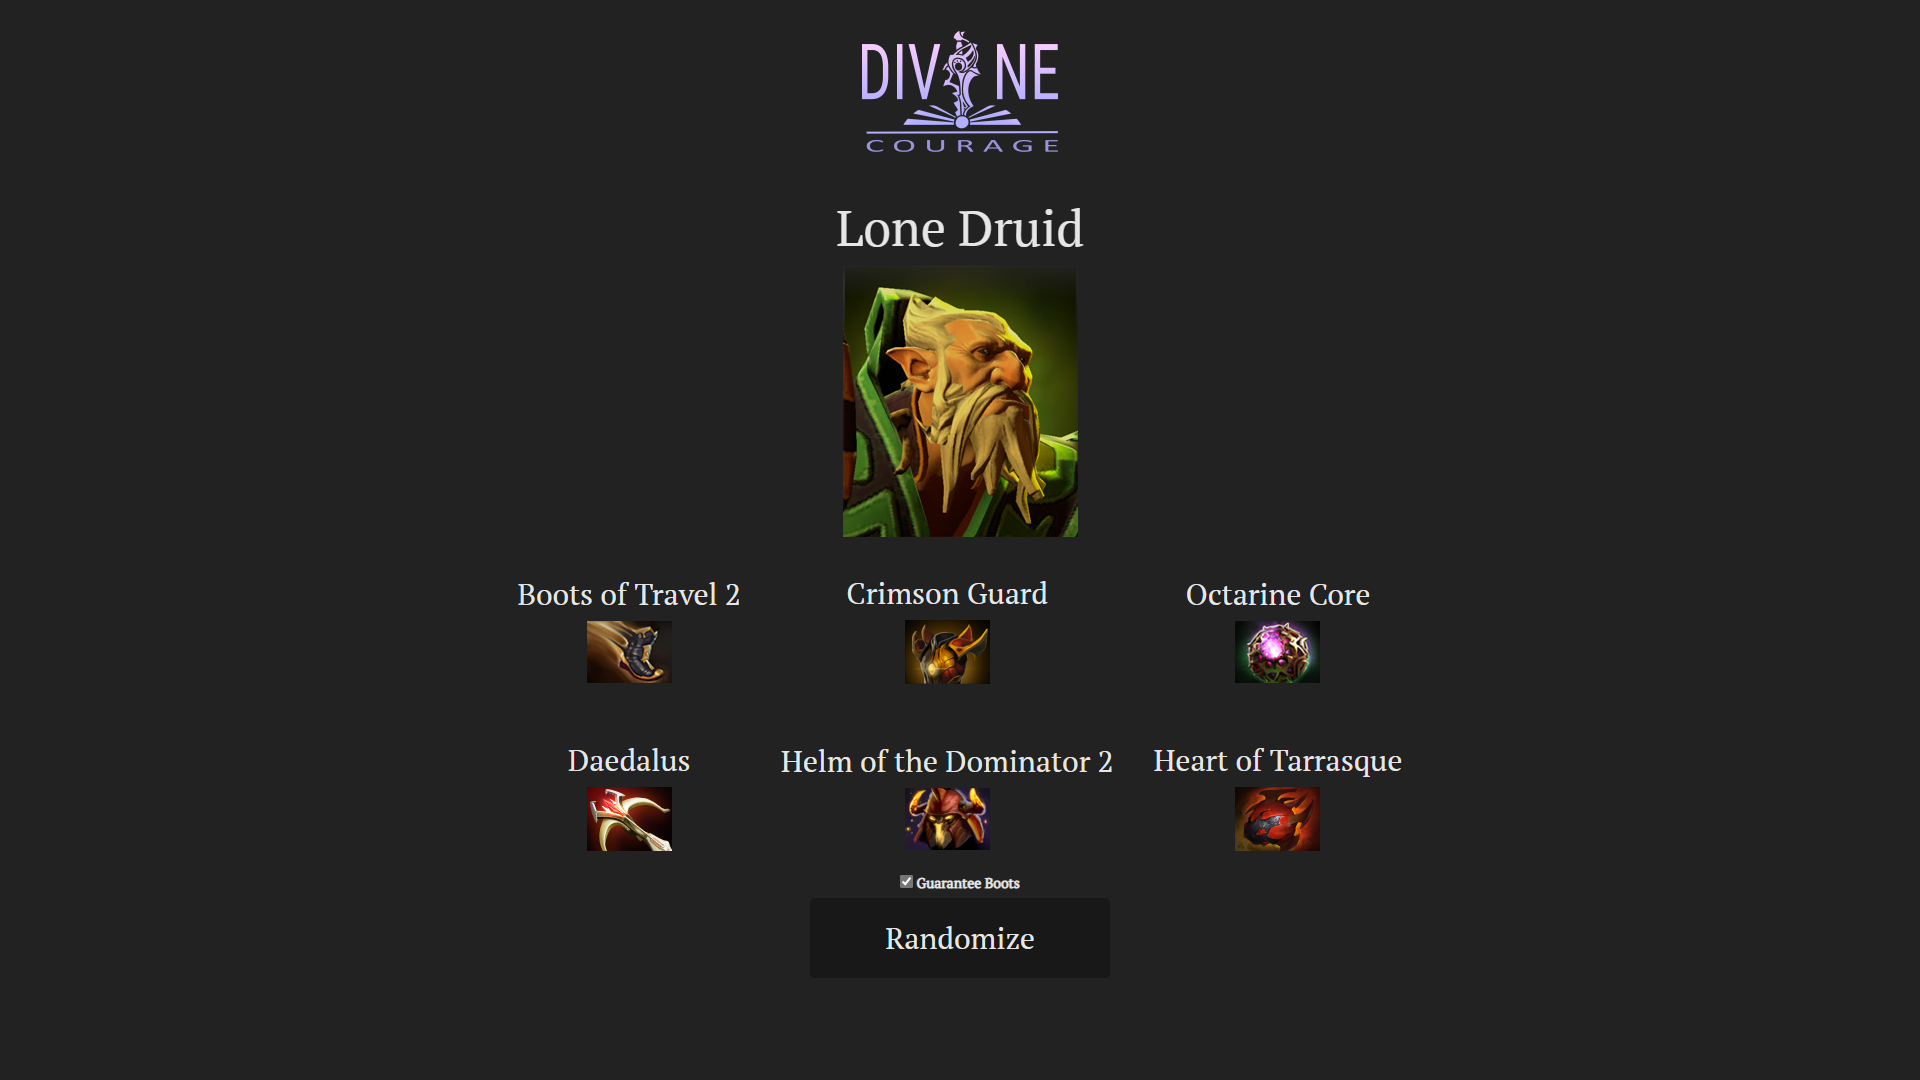 DIVINE
COURAGE
Lone Druid
Boots of Travel 2
Crimson Guard
Octarine Core
Daedalus
Helm of the Dominator 2
Heart of Tarrasque
Guarantee Boots
Randomize